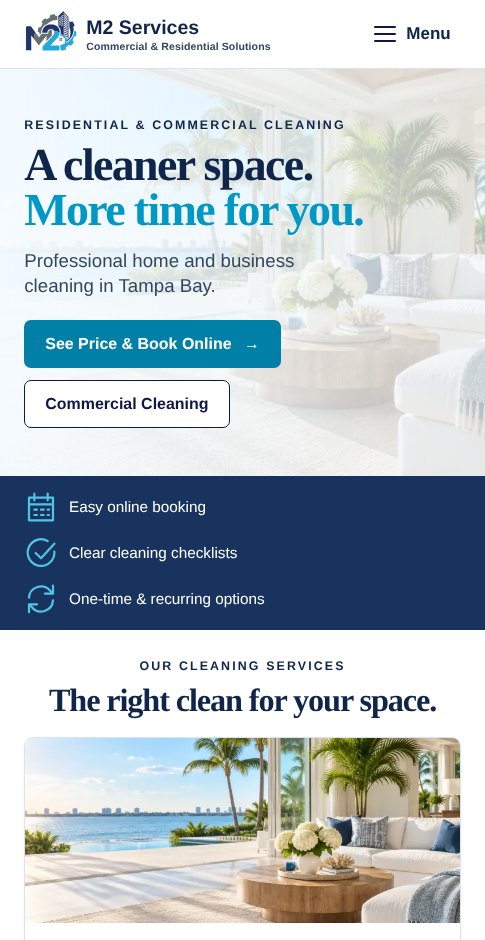 M2
M2 Services
Commercial & Residential Solutions
Menu
RESIDENTIAL & COMMERCIAL CLEANING
A cleaner space.
More time for you.
Professional home and business
cleaning in Tampa Bay.
See Price & Book Online →
Commercial Cleaning
Easy online booking
Clear cleaning checklists
One-time & recurring options
OUR CLEANING SERVICES
The right clean for your space.